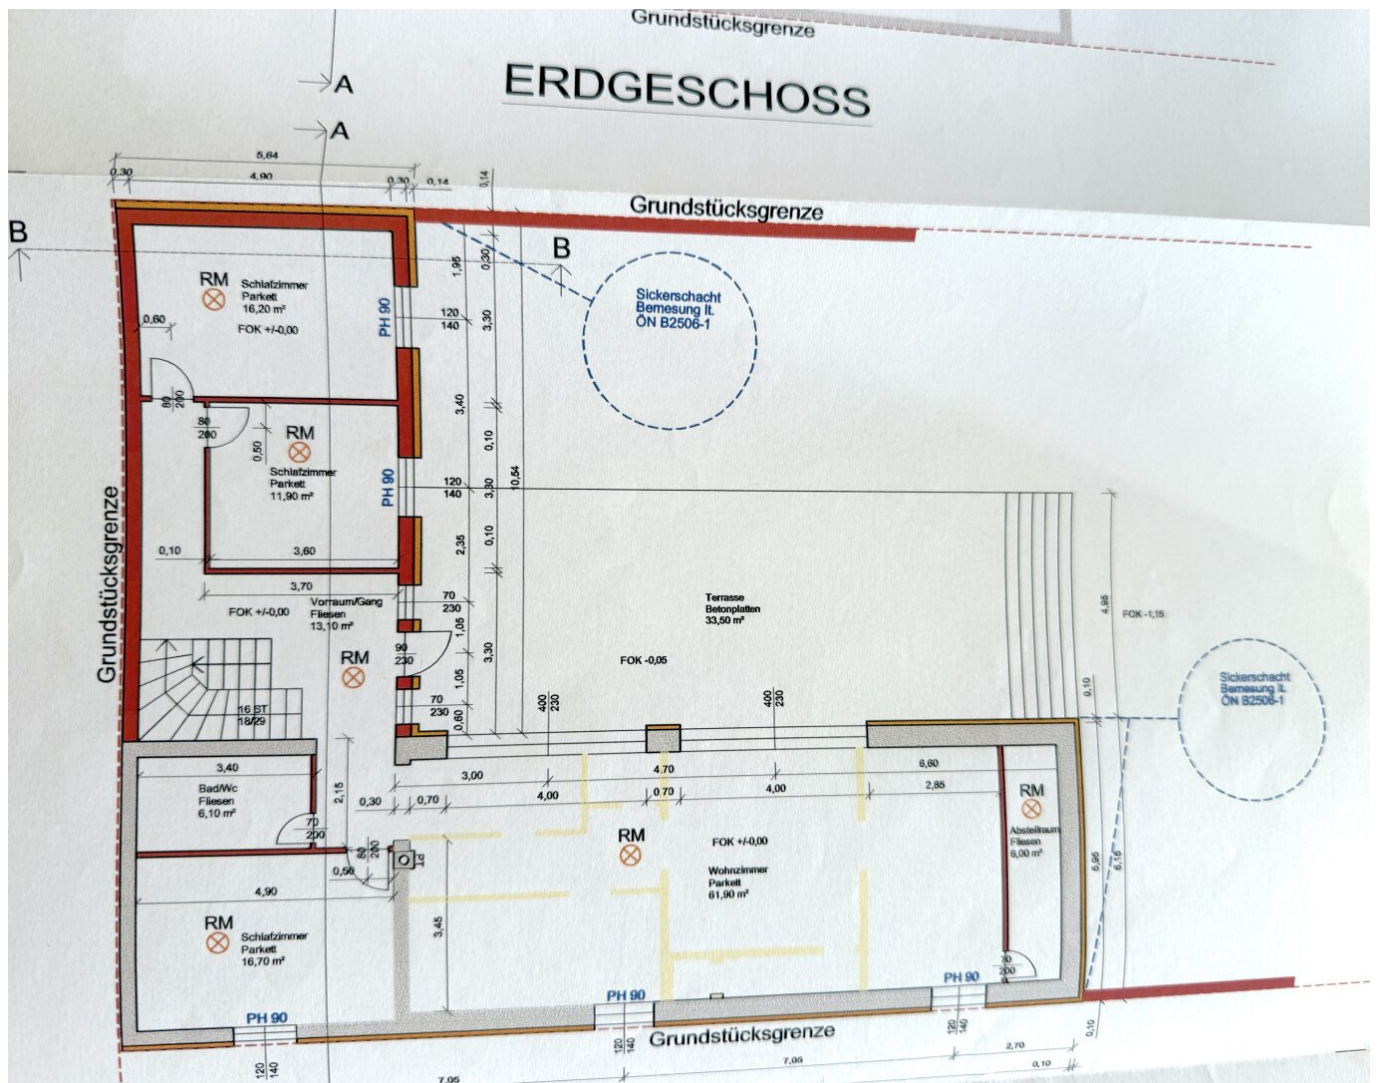 Grundstücksgrenze
ERDGESCHOSS
A
A
5,64
0,30
4,90
0,30
0,14
0,14
Grundstücksgrenze
B
B
1,95
0,30
RM
Schlafzimmer
Parkett
16,20 m²
FOK +/-0,00
0,60
PH 90
120
140
3,30
Sickerschacht
Bemesung lt.
ÖN B2506-1
80
200
80
200
0,50
RM
Schlafzimmer
Parkett
11,90 m²
PH 90
3,40
0,10
120
140
3,30
10,54
Grundstücksgrenze
0,10
3,60
2,35
0,10
3,70
FOK +/-0,00
Vorraum/Gang
Fliesen
13,10 m²
70
230
1,05
Terrasse
Betonplatten
33,50 m²
4,95
FOK -1,15
RM
90
230
3,30
1,05
FOK -0,05
Sickerschacht
Bemesung lt.
ÖN B2506-1
16 ST
18/29
70
230
0,60
400
230
400
230
0,10
3,40
Bad/Wc
Fliesen
6,10 m²
70
200
2,15
0,30
0,70
3,00
4,00
4,70
0,70
4,00
6,60
2,85
RM
Abstellraum
Fliesen
6,00 m²
5,95
6,15
RM
FOK +/-0,00
Wohnzimmer
Parkett
61,90 m²
80
200
0,50
RT
4,90
3,45
RM
Schlafzimmer
Parkett
16,70 m²
70
200
PH 90
PH 90
PH 90
120
140
120
140
120
140
Grundstücksgrenze
0,10
2,70
0,10
7,05
7,05